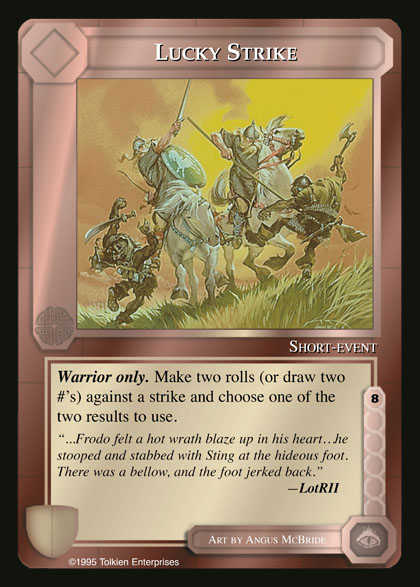 Lucky Strike
Short-event
Warrior only. Make two rolls (or draw two
#’s) against a strike and choose one of the
two results to use.
“...Frodo felt a hot wrath blaze up in his heart…he
stooped and stabbed with Sting at the hideous foot.
There was a bellow, and the foot jerked back.”
—LotRII
8
Art by Angus McBride
©1995 Tolkien Enterprises